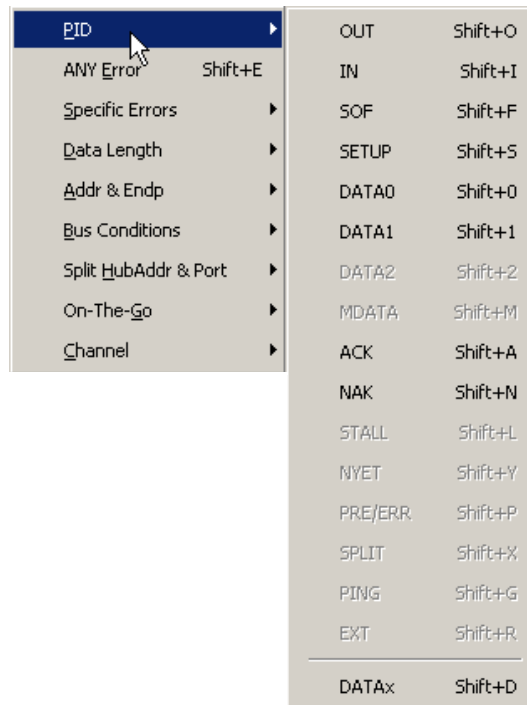 PID
ANY Error Shift+E
Specific Errors
Data Length
Addr & Endp
Bus Conditions
Split HubAddr & Port
On-The-Go
Channel
OUT Shift+O
IN Shift+I
SOF Shift+F
SETUP Shift+S
DATA0 Shift+0
DATA1 Shift+1
DATA2 Shift+2
MDATA Shift+M
ACK Shift+A
NAK Shift+N
STALL Shift+L
NYET Shift+Y
PRE/ERR Shift+P
SPLIT Shift+X
PING Shift+G
EXT Shift+R
DATAx Shift+D